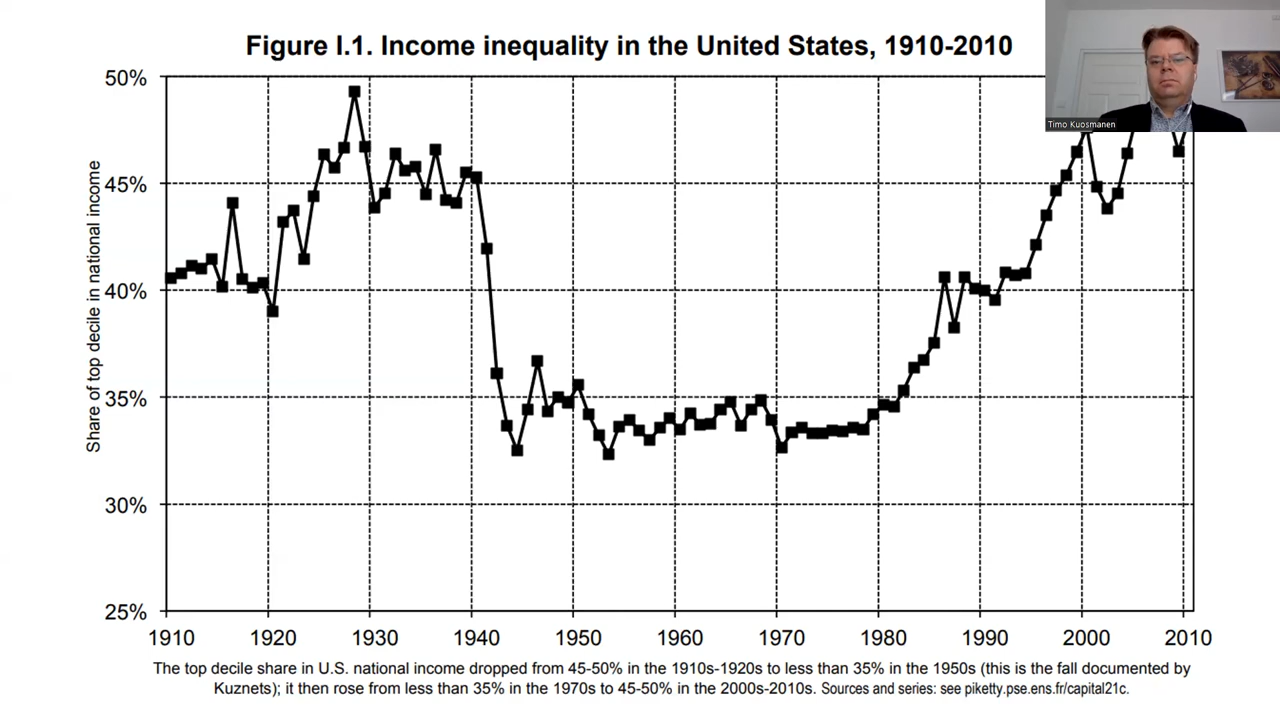 Figure I.1. Income inequality in the United States, 1910-2010
Timo Kuosmanen
Share of top decile in national income
50%
45%
40%
35%
30%
25%
1910 1920 1930 1940 1950 1960 1970 1980 1990 2000 2010
The top decile share in U.S. national income dropped from 45-50% in the 1910s-1920s to less than 35% in the 1950s (this is the fall documented by
Kuznets); it then rose from less than 35% in the 1970s to 45-50% in the 2000s-2010s. Sources and series: see piketty.pse.ens.fr/capital21c.